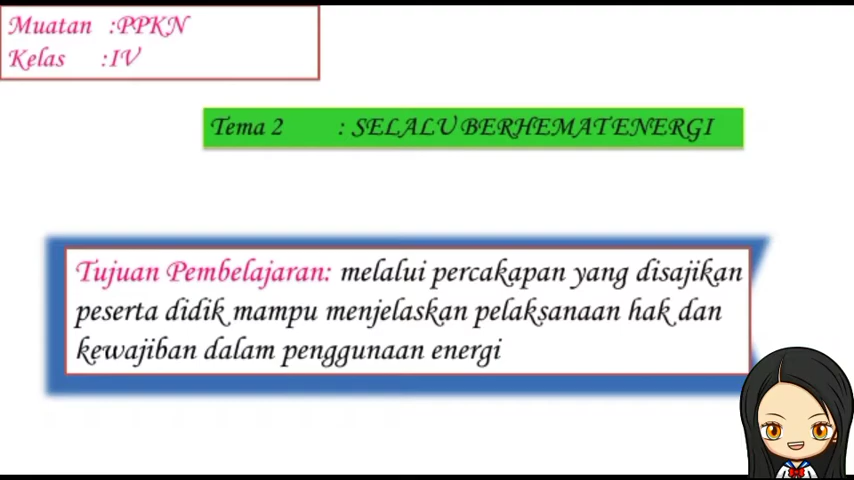 Muatan :PPKN
Kelas :IV
Tema 2 : SELALU BERHEMAT ENERGI
Tujuan Pembelajaran: melalui percakapan yang disajikan
peserta didik mampu menjelaskan pelaksanaan hak dan
kewajiban dalam penggunaan energi